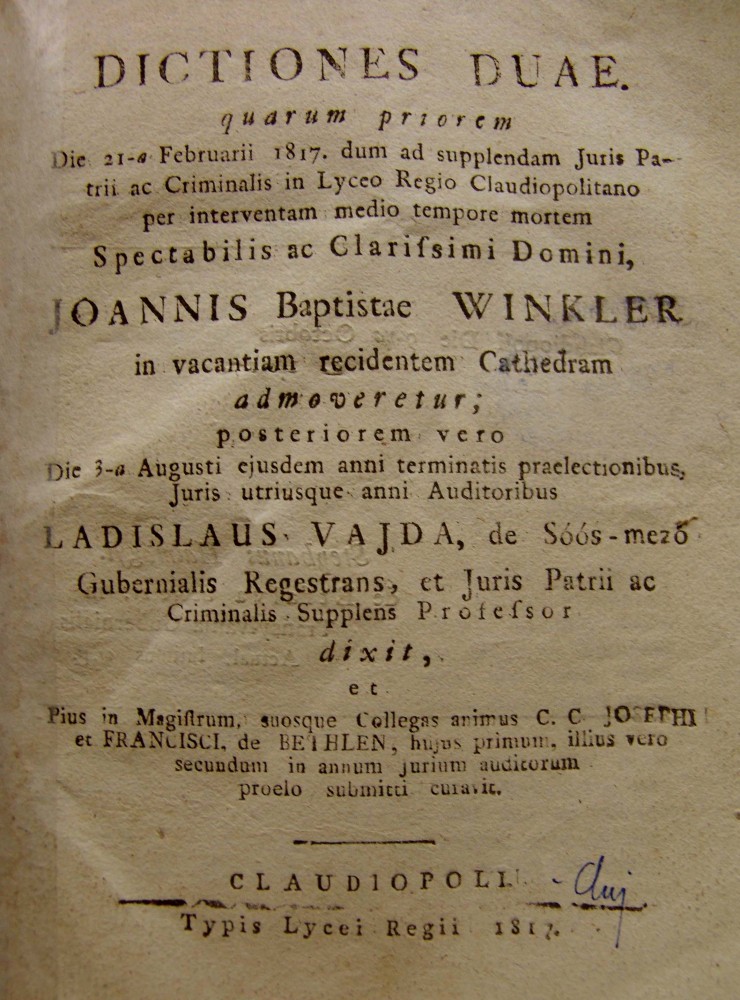 DICTIONES DUAE.
quarum priorem
Die 21-a Februarii 1817. dum ad supplendam Juris Pa-
trii ac Criminalis in Lyceo Regio Claudiopolitano
per interventam medio tempore mortem
Spectabilis ac Clariſsimi Domini,
JOANNIS Baptistae WINKLER
in vacantiam recidentem Cathedram
admoveretur;
posteriorem vero
Die 3-a Augusti ejusdem anni terminatis praelectionibus,
Juris utriusque anni Auditoribus
LADISLAUS VAJDA, de Sóós-mező
Gubernialis Regestrans, et Juris Patrii ac
Criminalis Supplens Profeſsor
dixit,
et
Pius in Magiſtrum, suosque Collegas animus C. C. JOSEPHI
et FRANCISCI, de BETHLEN, hujus primum, illius vero
secundum in annum jurium auditorum
proelo submitti curavit.
CLAUDIOPOLI. - Cluj
Typis Lycei Regii 1817.